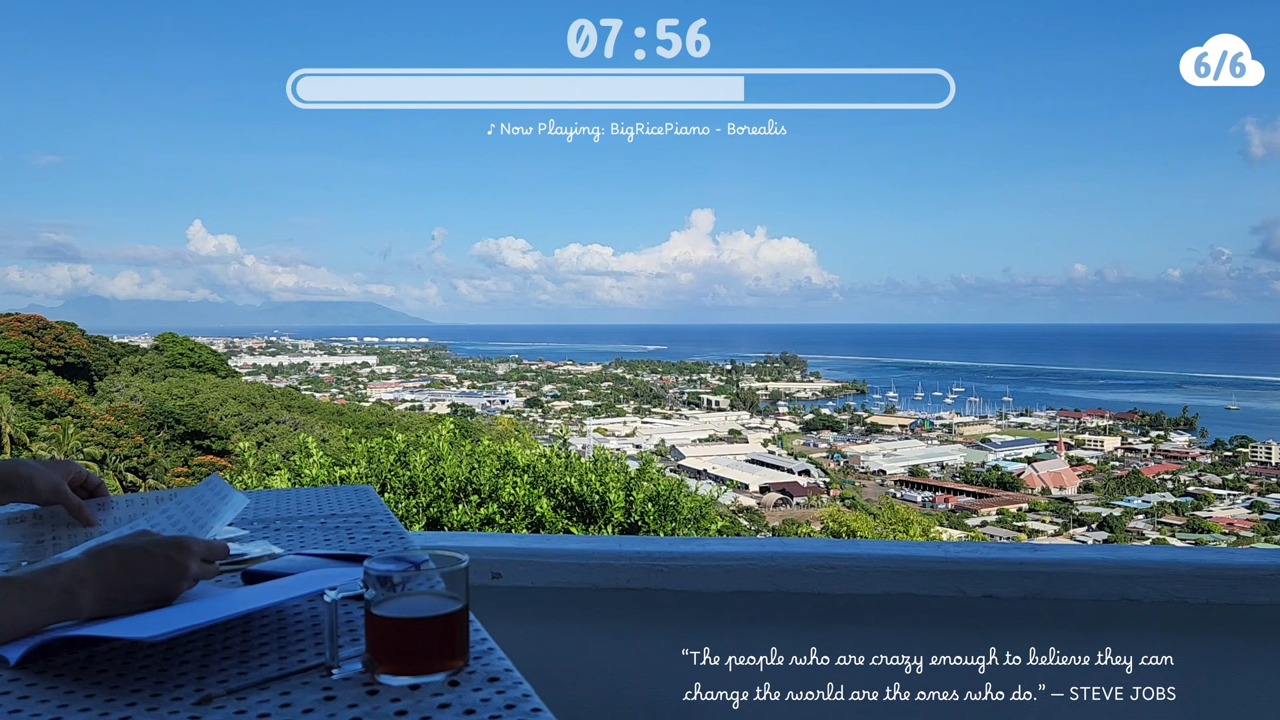 07:56
6/6
♪ Now Playing: BigRicePiano - Borealis
“The people who are crazy enough to believe they can
change the world are the ones who do.” — STEVE JOBS